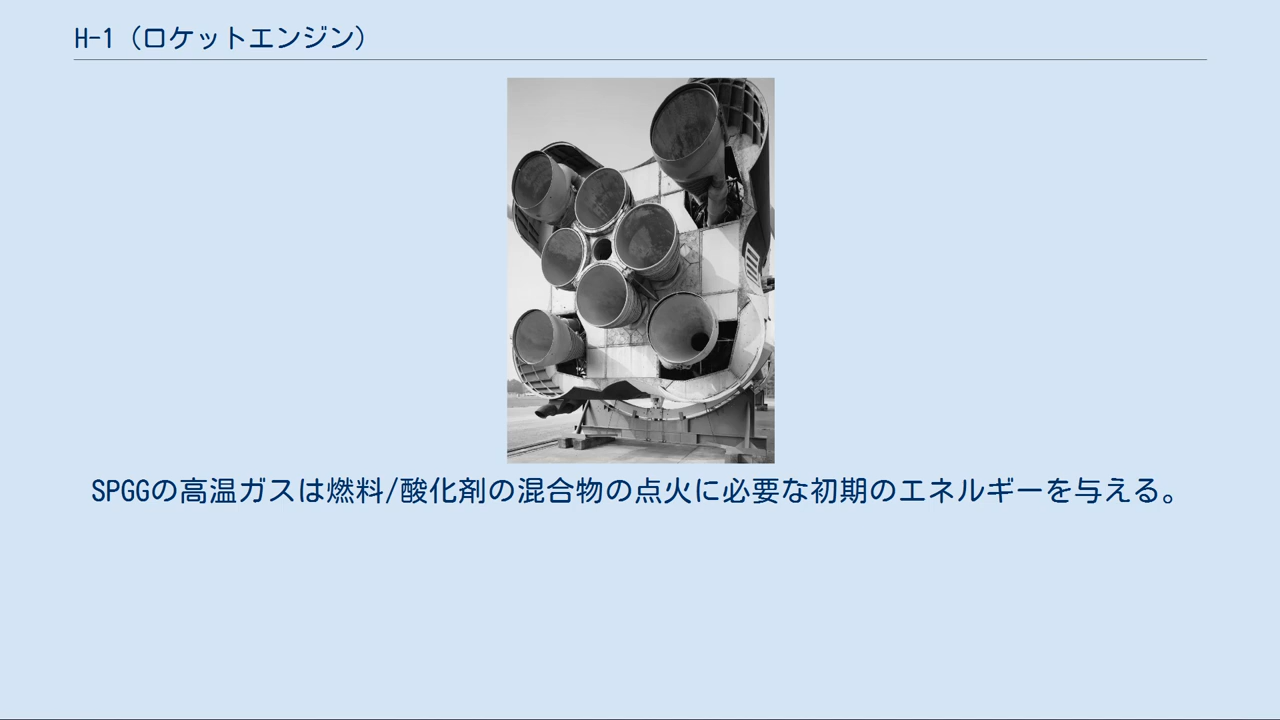 H-1（ロケットエンジン）
SPGGの高温ガスは燃料/酸化剤の混合物の点火に必要な初期のエネルギーを与える。